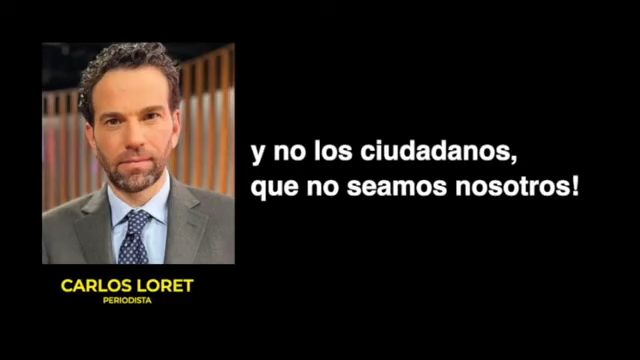 y no los ciudadanos,
que no seamos nosotros!
CARLOS LORET
PERIODISTA